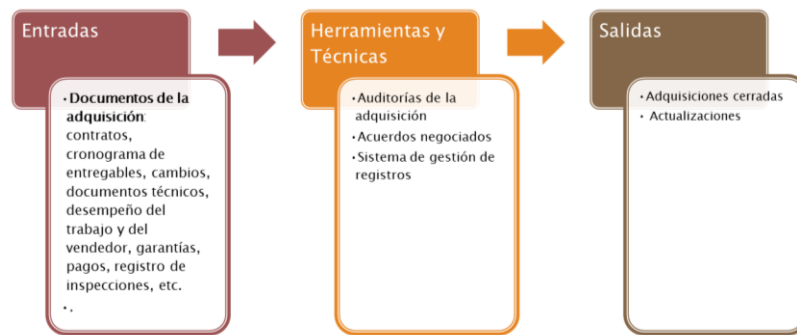 Entradas
· Documentos de la
adquisición:
contratos,
cronograma de
entregables, cambios,
documentos técnicos,
desempeño del
trabajo y del
vendedor, garantías,
pagos, registro de
inspecciones, etc.
· .
Herramientas y
Técnicas
· Auditorías de la
adquisición
· Acuerdos negociados
· Sistema de gestión de
registros
Salidas
· Adquisiciones cerradas
· Actualizaciones